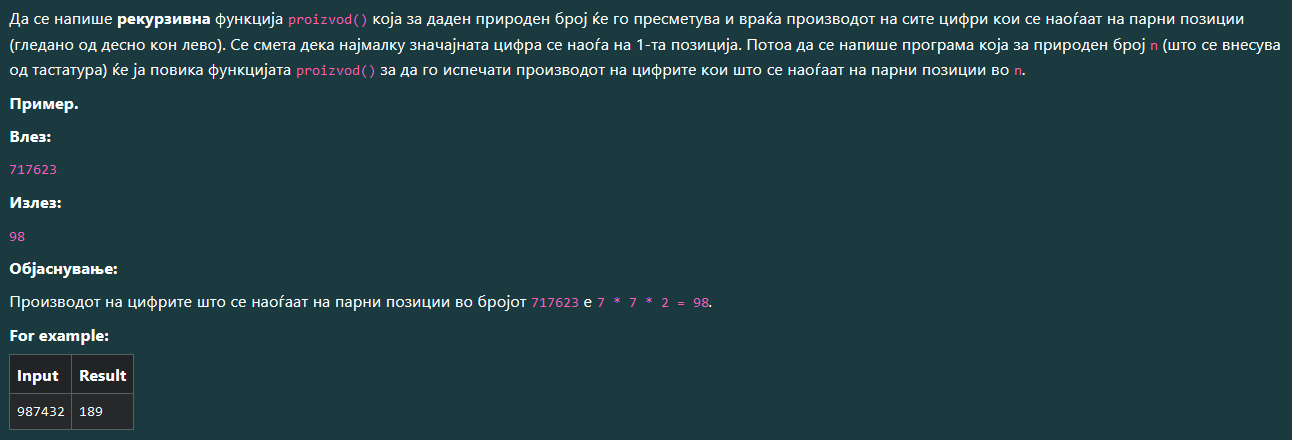 Да се напише рекурзивна функција proizvod() која за даден природен број ќе го пресметува и враќа производот на сите цифри кои се наоѓаат на парни позиции
(гледано од десно кон лево). Се смета дека најмалку значајната цифра се наоѓа на 1-та позиција. Потоа да се напише програма која за природен број n (што се внесува
од тастатура) ќе ја повика функцијата proizvod() за да го испечати производот на цифрите кои што се наоѓаат на парни позиции во n.
Пример.
Влез:
717623
Излез:
98
Објаснување:
Производот на цифрите што се наоѓаат на парни позиции во бројот 717623 е 7 * 7 * 2 = 98.
For example:
Input Result
987432 189